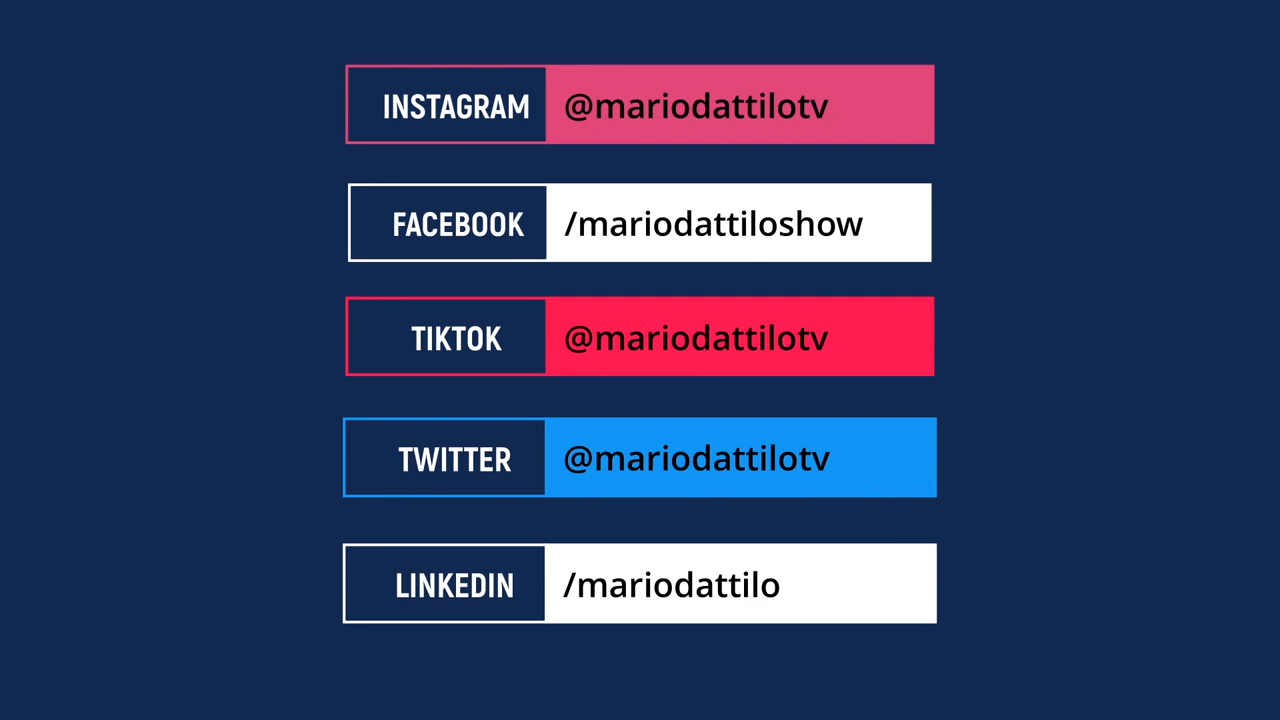 INSTAGRAM @mariodattilotv
FACEBOOK /mariodattiloshow
TIKTOK @mariodattilotv
TWITTER @mariodattilotv
LINKEDIN /mariodattilo